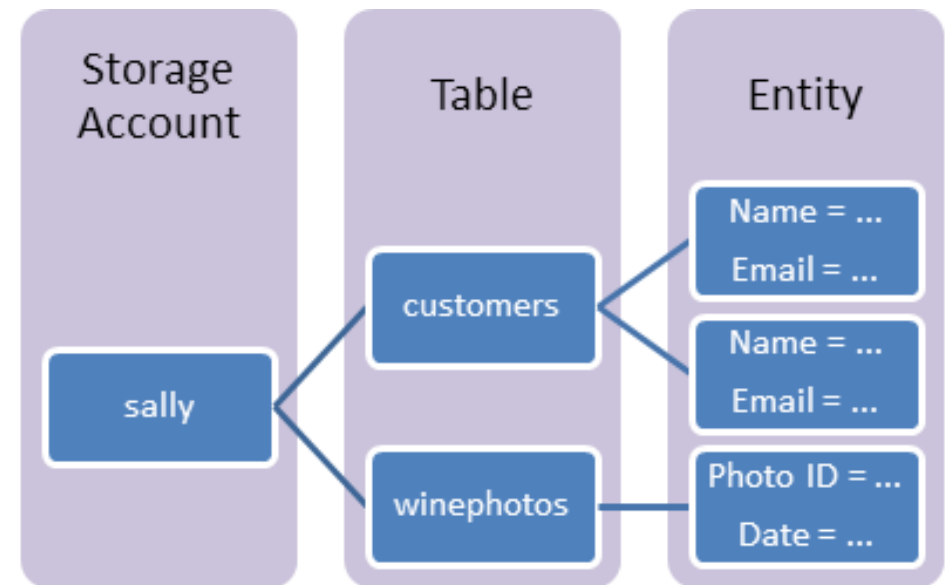 Storage
Account
Table
Entity
sally
customers
winephotos
Name = ...
Email = ...
Name = ...
Email = ...
Photo ID = ...
Date = ...